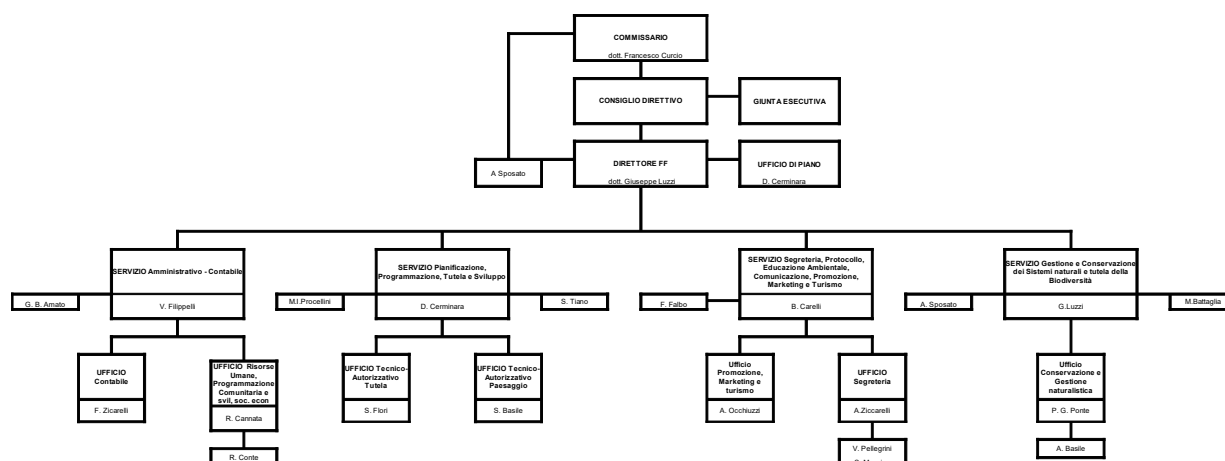 COMMISSARIO
dott. Francesco Curcio
CONSIGLIO DIRETTIVO
GIUNTA ESECUTIVA
A Sposato
DIRETTORE FF
dott. Giuseppe Luzzi
UFFICIO DI PIANO
D. Cerminara
SERVIZIO Amministrativo - Contabile
G. B. Amato
V. Filippelli
SERVIZIO Pianificazione,
Programmazione, Tutela e Sviluppo
M.I.Procellini
D. Cerminara
S. Tiano
SERVIZIO Segreteria, Protocollo,
Educazione Ambientale,
Comunicazione, Promozione,
Marketing e Turismo
F. Falbo
B. Carelli
SERVIZIO Gestione e Conservazione
dei Sistemi naturali e tutela della
Biodiversità
A. Sposato
G.Luzzi
M.Battaglia
UFFICIO
Contabile
F. Zicarelli
UFFICIO Risorse
Umane,
Programmazione
Comunitaria e
svil, soc. econ
R. Cannata
R. Conte
UFFICIO Tecnico-
Autorizzativo
Tutela
S. Flori
UFFICIO Tecnico-
Autorizzativo
Paesaggio
S. Basile
Ufficio
Promozione,
Marketing e
turismo
A. Occhiuzzi
UFFICIO
Segreteria
A.Ziccarelli
V. Pellegrini
Ufficio
Conservazione e
Gestione
naturalistica
P. G. Ponte
A. Basile